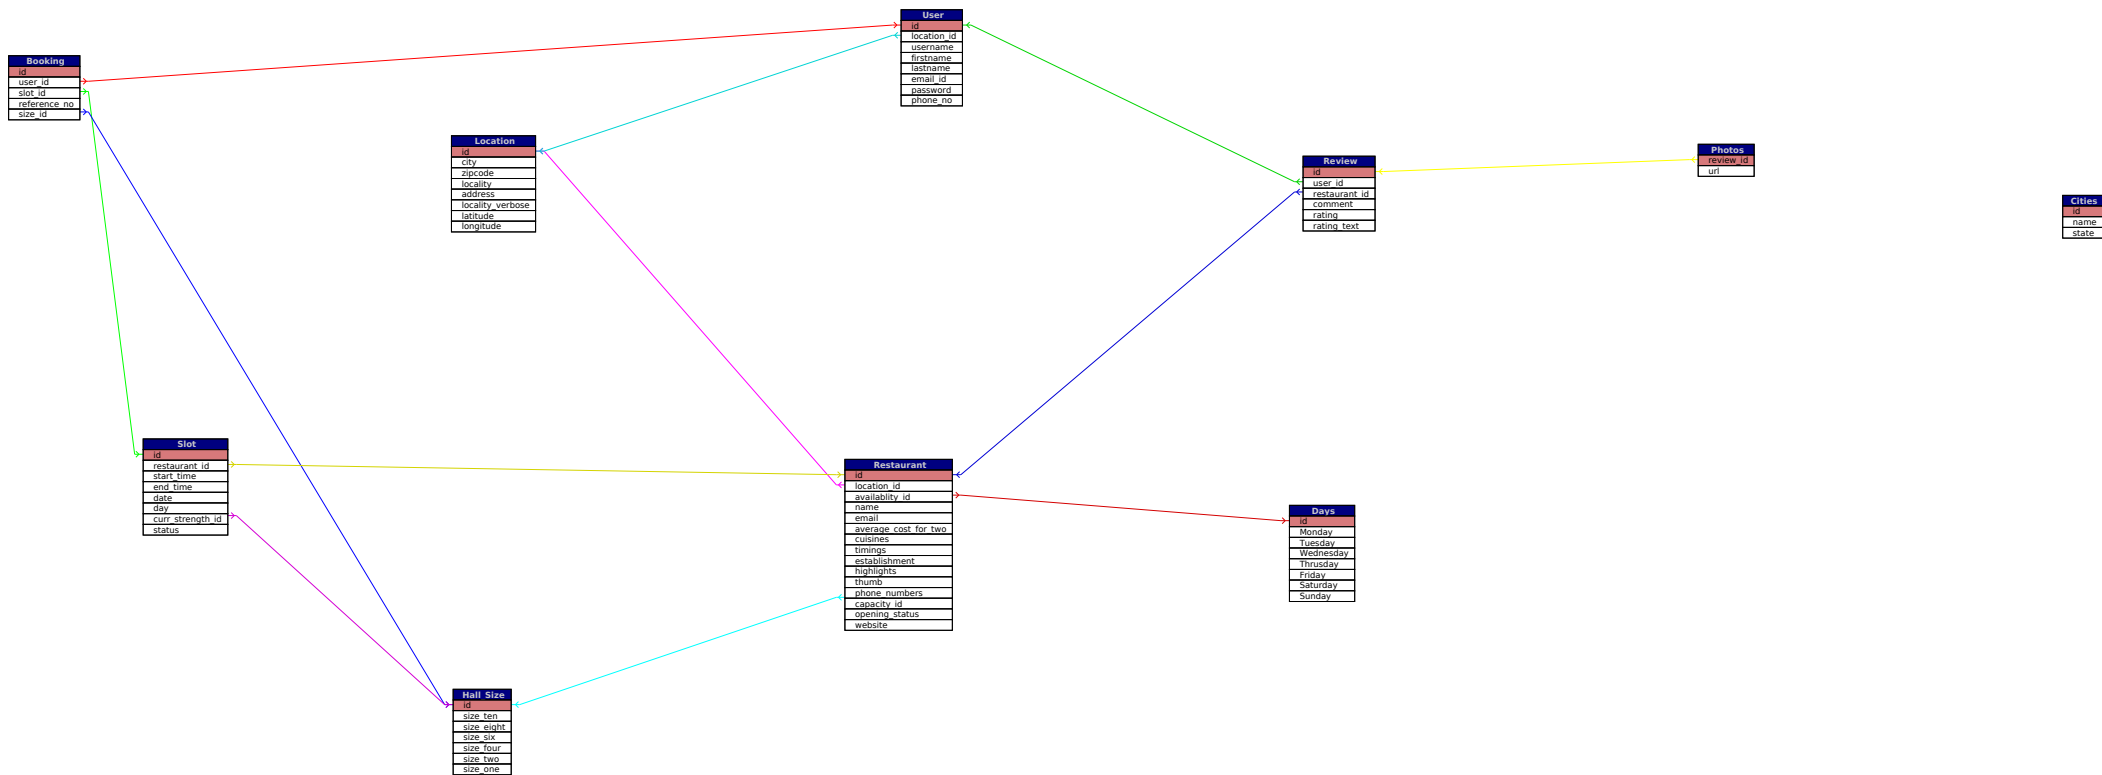 User
id
location_id
username
firstname
lastname
email_id
password
phone_no
Booking
id
user_id
slot_id
reference_no
size_id
Location
id
city
zipcode
locality
address
locality_verbose
latitude
longitude
Review
id
user_id
restaurant_id
comment
rating
rating_text
Photos
review_id
url
Cities
id
name
state
Slot
id
restaurant_id
start_time
end_time
date
day
curr_strength_id
status
Restaurant
id
location_id
availablity_id
name
email
average_cost_for_two
cuisines
timings
establishment
highlights
thumb
phone_numbers
capacity_id
opening_status
website
Days
id
Monday
Tuesday
Wednesday
Thrusday
Friday
Saturday
Sunday
Hall_Size
id
size_ten
size_eight
size_six
size_four
size_two
size_one